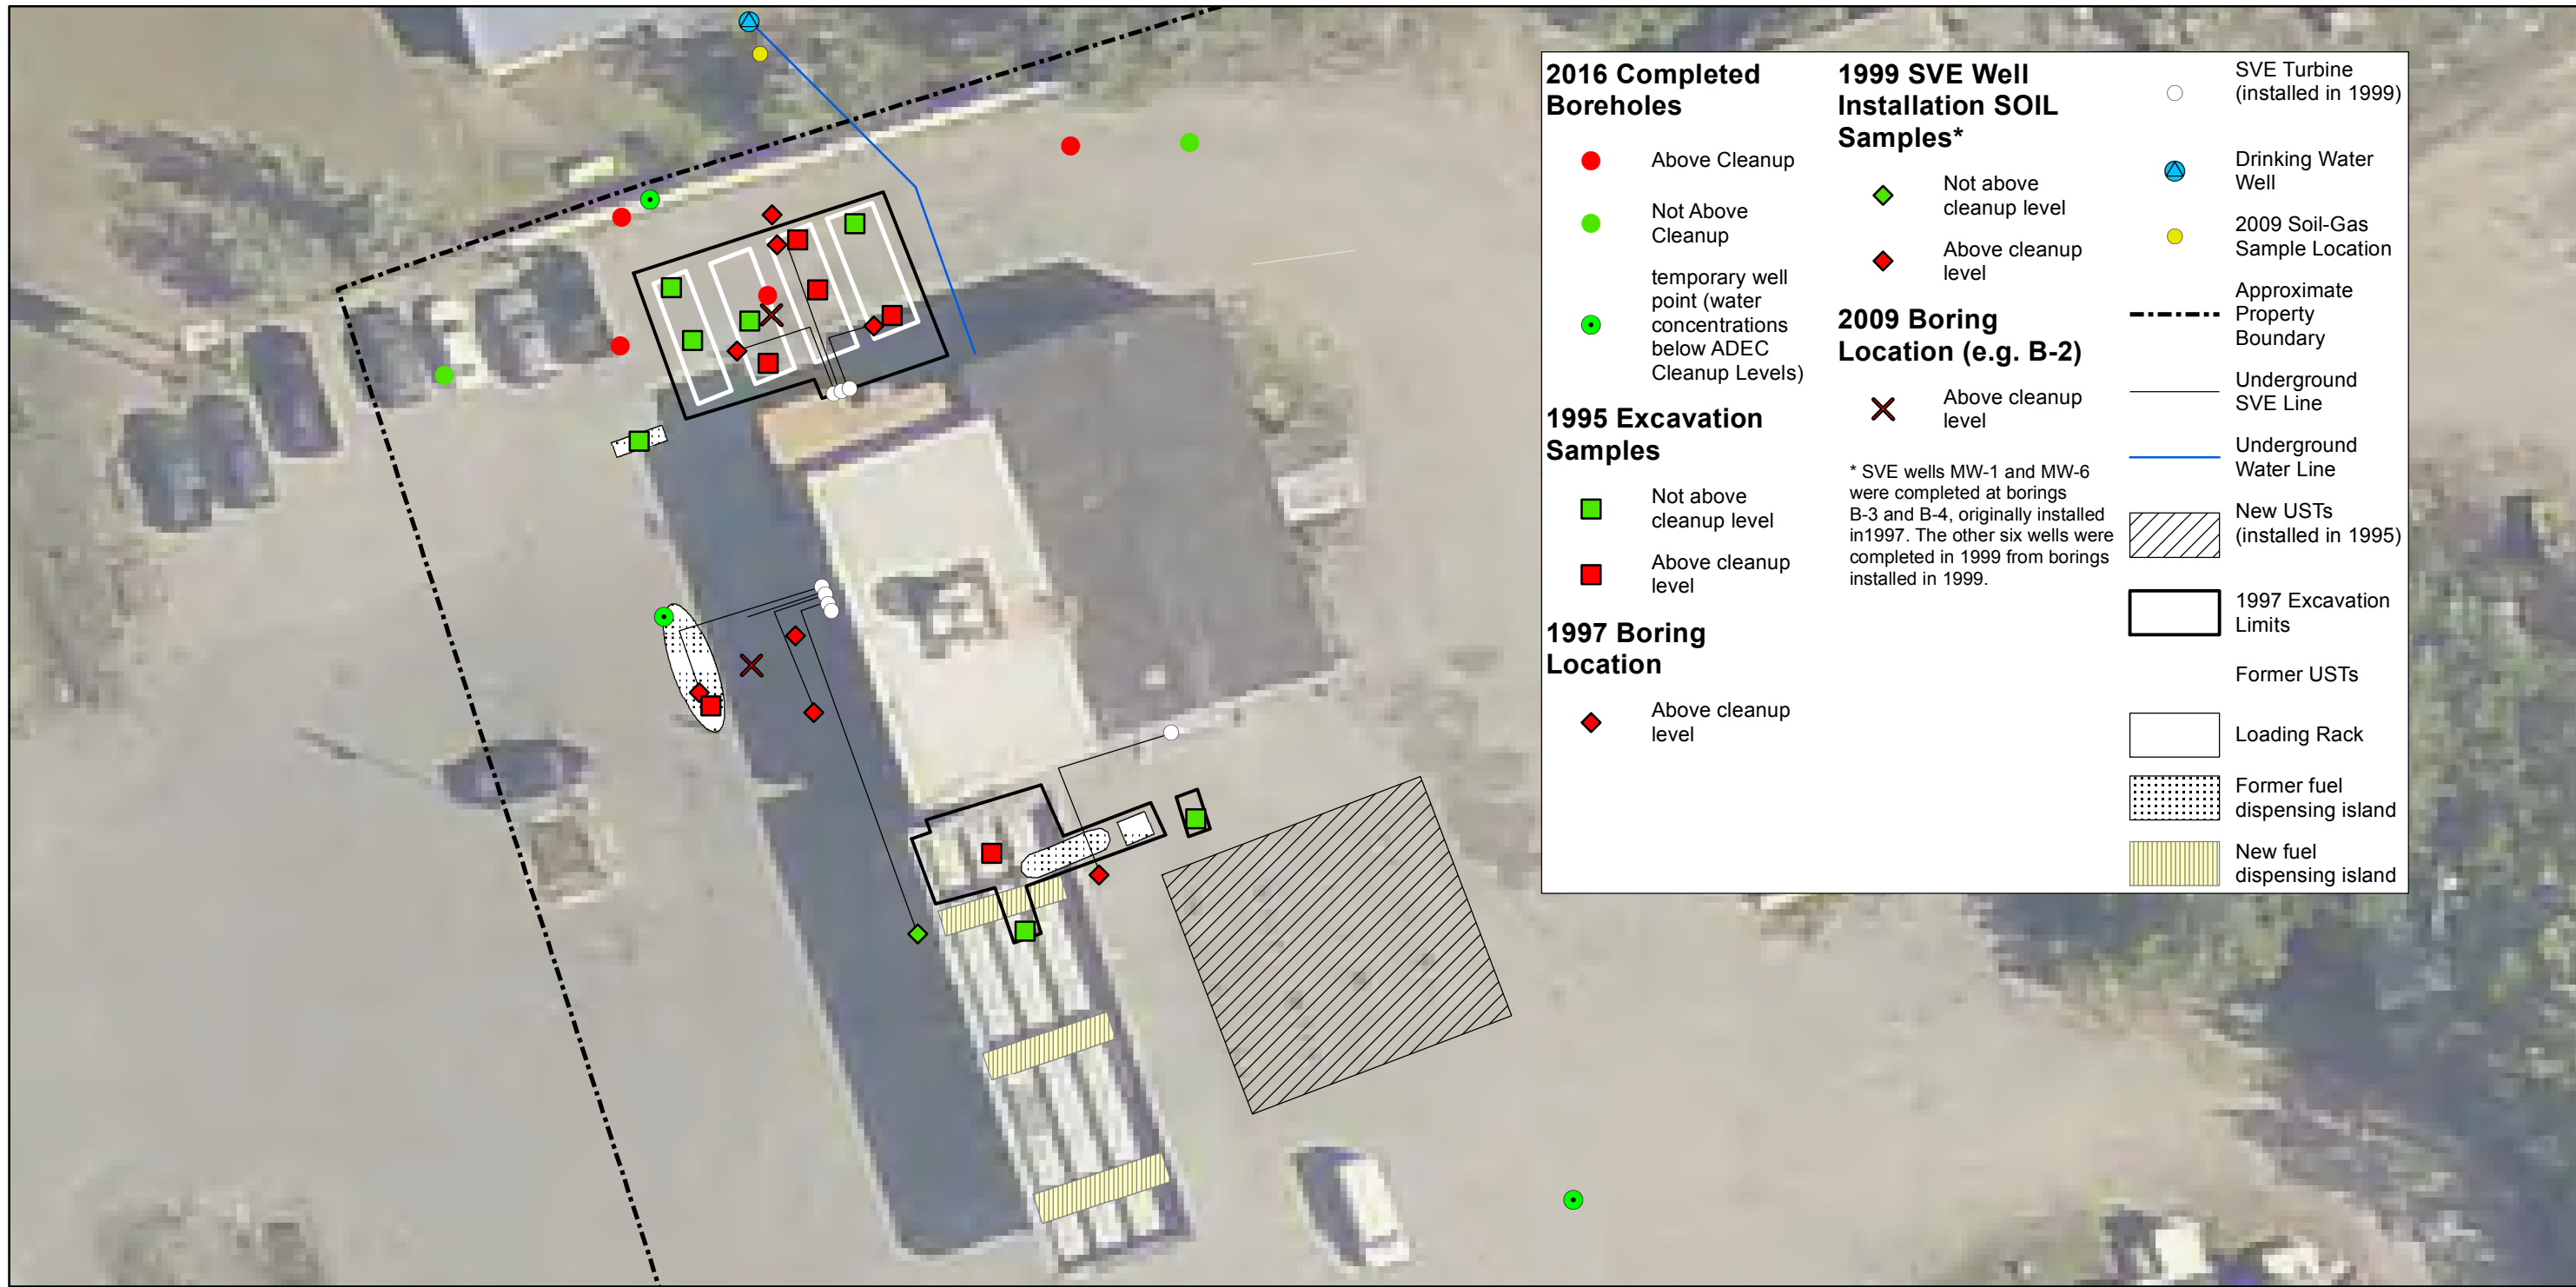 2016 Completed
Boreholes
Above Cleanup
Not Above
Cleanup
temporary well
point (water
concentrations
below ADEC
Cleanup Levels)
1995 Excavation
Samples
Not above
cleanup level
Above cleanup
level
1997 Boring
Location
Above cleanup
level
1999 SVE Well
Installation SOIL
Samples*
Not above
cleanup level
Above cleanup
level
2009 Boring
Location (e.g. B-2)
Above cleanup
level
* SVE wells MW-1 and MW-6
were completed at borings
B-3 and B-4, originally installed
in1997. The other six wells were
completed in 1999 from borings
installed in 1999.
SVE Turbine
(installed in 1999)
Drinking Water
Well
2009 Soil-Gas
Sample Location
Approximate
Property
Boundary
Underground
SVE Line
Underground
Water Line
New USTs
(installed in 1995)
1997 Excavation
Limits
Former USTs
Loading Rack
Former fuel
dispensing island
New fuel
dispensing island